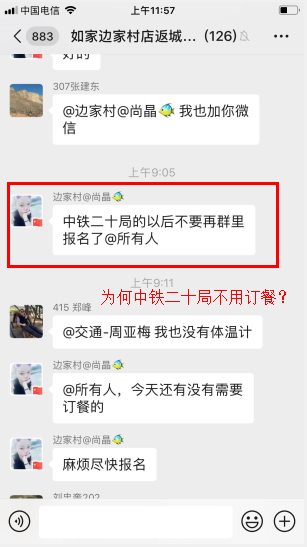 中国电信
上午11:57
883
如家边家村店返城...
(126)
好的
307张建东
@边家村@尚晶🐠 我也加你微
信
上午9:05
边家村@尚晶🐠
中铁二十局的以后不要再群里
报名了@所有人
上午9:11
为何中铁二十局不用订餐？
415 郑峰
@交通-周亚梅 我也没有体温计
边家村@尚晶🐠
@所有人，今天还有没有需要
订餐的
边家村@尚晶🐠
麻烦尽快报名
刘忠奎202